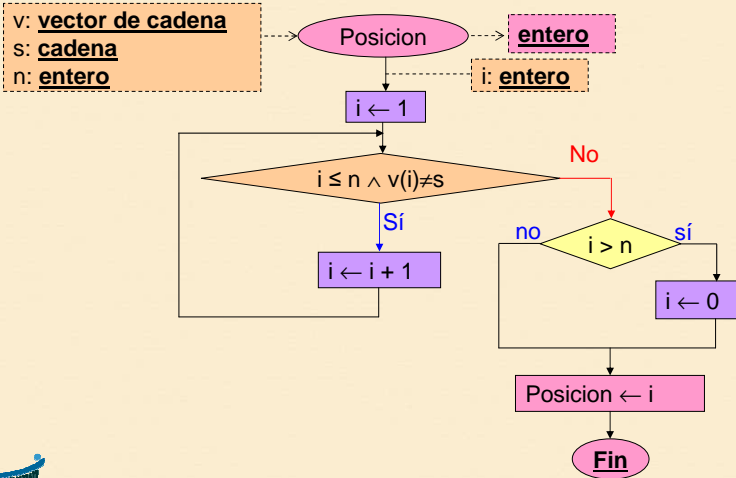 v: vector de cadena
s: cadena
n: entero
Posicion
entero
i: entero
i ← 1
i ≤ n ∧ v(i)≠s
No
Sí
i ← i + 1
no
i > n
sí
i ← 0
Posicion ← i
Fin